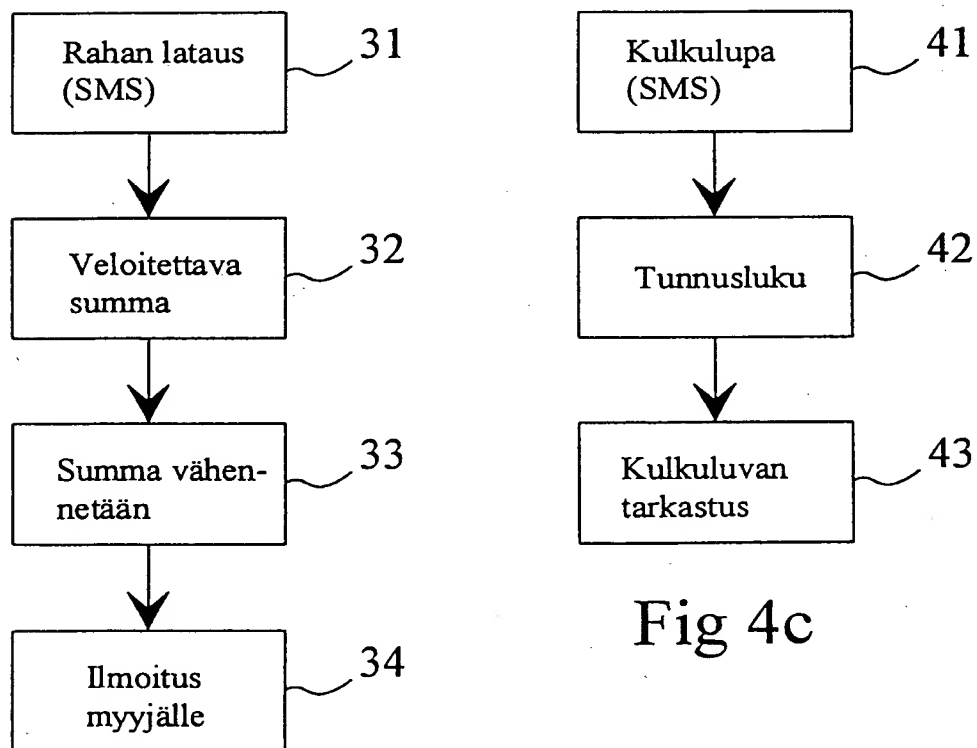 Rahan lataus
(SMS)
31
Veloitettava
summa
32
Summa vähen-
netään
33
Ilmoitus
myyjälle
34
Kulkulupa
(SMS)
41
Tunnusluku
42
Kulkuluvan
tarkastus
43
Fig 4c